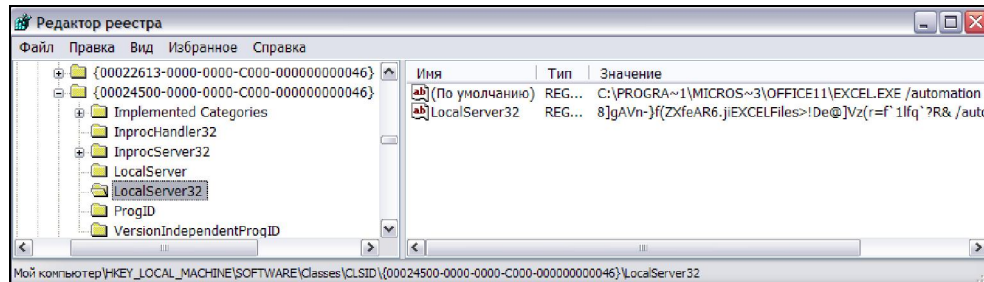 Редактор реестра
Файл Правка Вид Избранное Справка
{00022613-0000-0000-C000-000000000046}
{00024500-0000-0000-C000-000000000046}
Implemented Categories
InprocHandler32
InprocServer32
LocalServer
LocalServer32
ProgID
VersionIndependentProgID
Имя Тип Значение
ab (По умолчанию) REG... C:\PROGRA~1\MICROS~3\OFFICE11\EXCEL.EXE /automation
ab LocalServer32 REG... 8]gAVn-}f(ZXfeAR6.jiEXCELFiles>!De@]Vz(r=f`1lfq`?R& /auto
Мой компьютер\HKEY_LOCAL_MACHINE\SOFTWARE\Classes\CLSID\{00024500-0000-0000-C000-000000000046}\LocalServer32